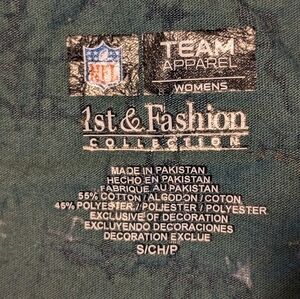 NFL
TEAM
APPAREL
WOMENS
1st & Fashion
COLLECTION
MADE IN PAKISTAN
HECHO EN PAKISTAN
FABRIQUE AU PAKISTAN
55% COTTON / ALGODON / COTON
45% POLYESTER / POLIESTER / POLYESTER
EXCLUSIVE OF DECORATION
EXCLUYENDO DECORACIONES
DECORATION EXCLUE
S/CH/P